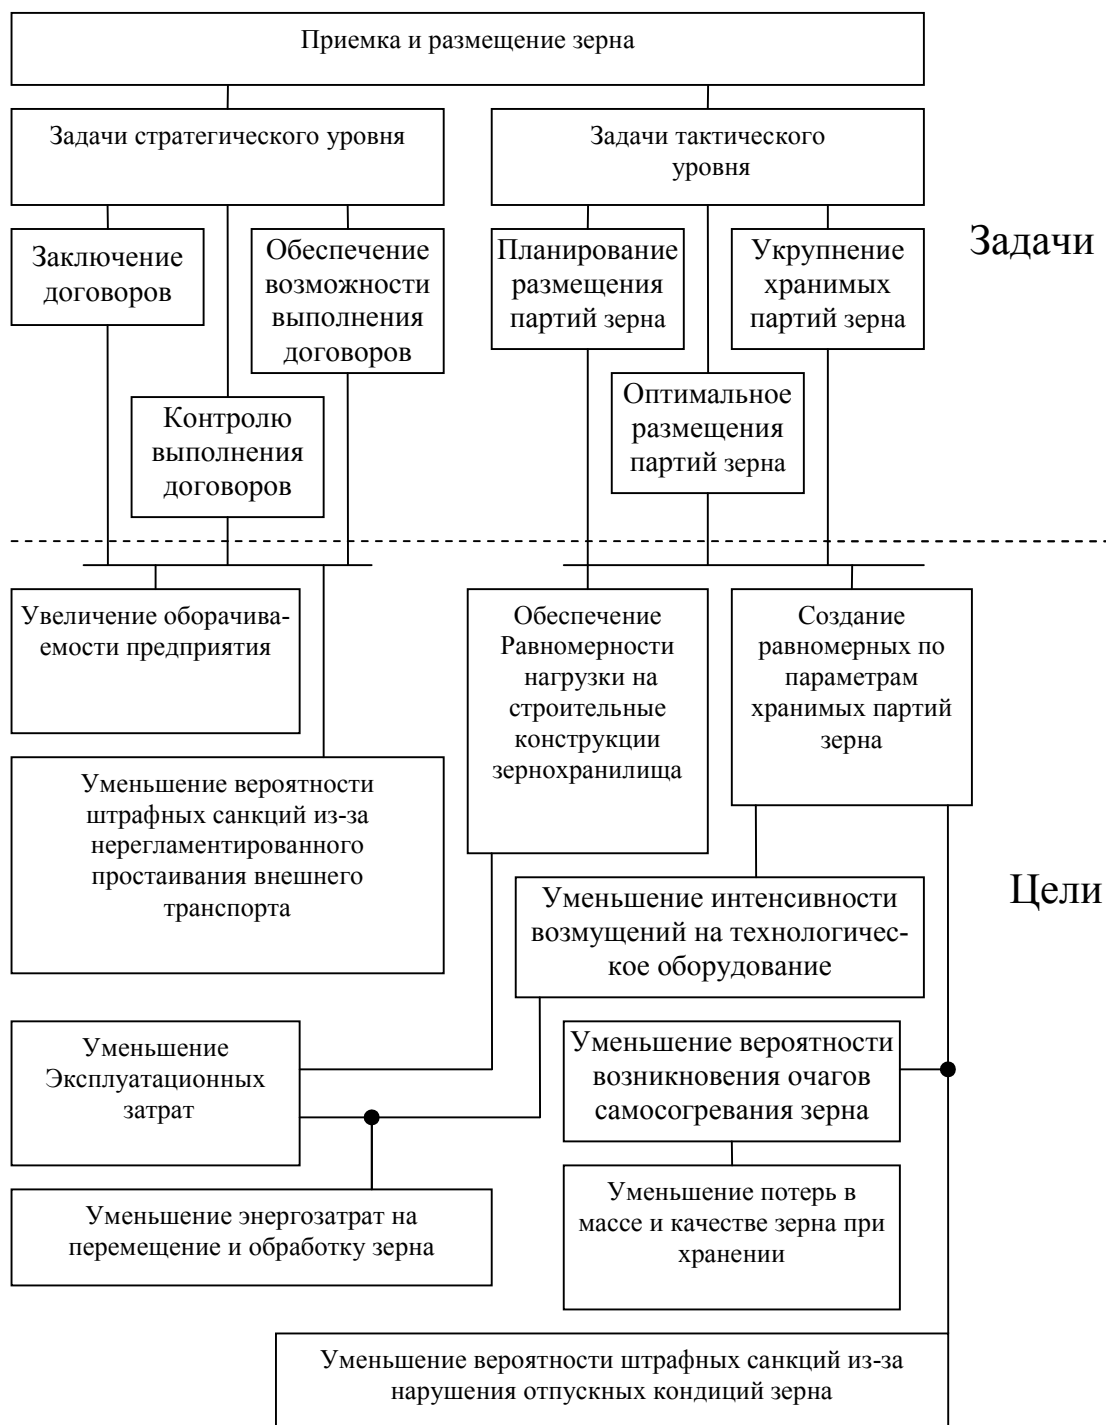 Приемка и размещение зерна
Задачи стратегического уровня
Задачи тактического
уровня
Заключение
договоров
Обеспечение
возможности
выполнения
договоров
Планирование
размещения
партий зерна
Укрупнение
хранимых
партий зерна
Задачи
Контролю
выполнения
договоров
Оптимальное
размещения
партий зерна
Увеличение оборачива-
емости предприятия
Обеспечение
Равномерности
нагрузки на
строительные
конструкции
зернохранилища
Создание
равномерных по
параметрам
хранимых партий
зерна
Уменьшение вероятности
штрафных санкций из-за
нерегламентированного
простаивания внешнего
транспорта
Цели
Уменьшение интенсивности
возмущений на технологичес-
кое оборудование
Уменьшение
Эксплуатационных
затрат
Уменьшение вероятности
возникновения очагов
самосогревания зерна
Уменьшение энергозатрат на
перемещение и обработку зерна
Уменьшение потерь в
массе и качестве зерна при
хранении
Уменьшение вероятности штрафных санкций из-за
нарушения отпускных кондиций зерна